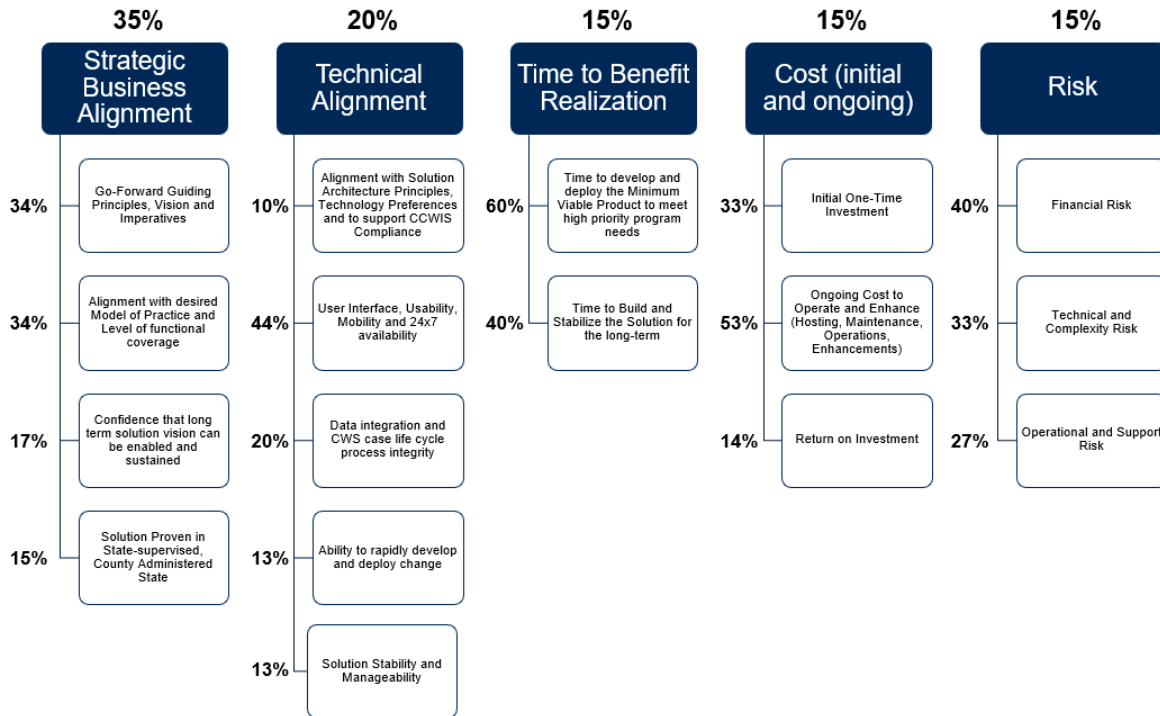 35%
Strategic
Business
Alignment
34%
Go-Forward Guiding
Principles, Vision and
Imperatives
34%
Alignment with desired
Model of Practice and
Level of functional
coverage
17%
Confidence that long
term solution vision can
be enabled and
sustained
15%
Solution Proven in
State-supervised,
County Administered
State
20%
Technical
Alignment
10%
Alignment with Solution
Architecture Principles,
Technology Preferences
and to support CCWIS
Compliance
44%
User Interface, Usability,
Mobility and 24x7
availability
20%
Data integration and
CWS case life cycle
process integrity
13%
Ability to rapidly develop
and deploy change
13%
Solution Stability and
Manageability
15%
Time to Benefit
Realization
60%
Time to develop and
deploy the Minimum
Viable Product to meet
high priority program
needs
40%
Time to Build and
Stabilize the Solution for
the long-term
15%
Cost (initial
and ongoing)
33%
Initial One-Time
Investment
53%
Ongoing Cost to
Operate and Enhance
(Hosting, Maintenance,
Operations,
Enhancements)
14%
Return on Investment
15%
Risk
40%
Financial Risk
33%
Technical and
Complexity Risk
27%
Operational and Support
Risk